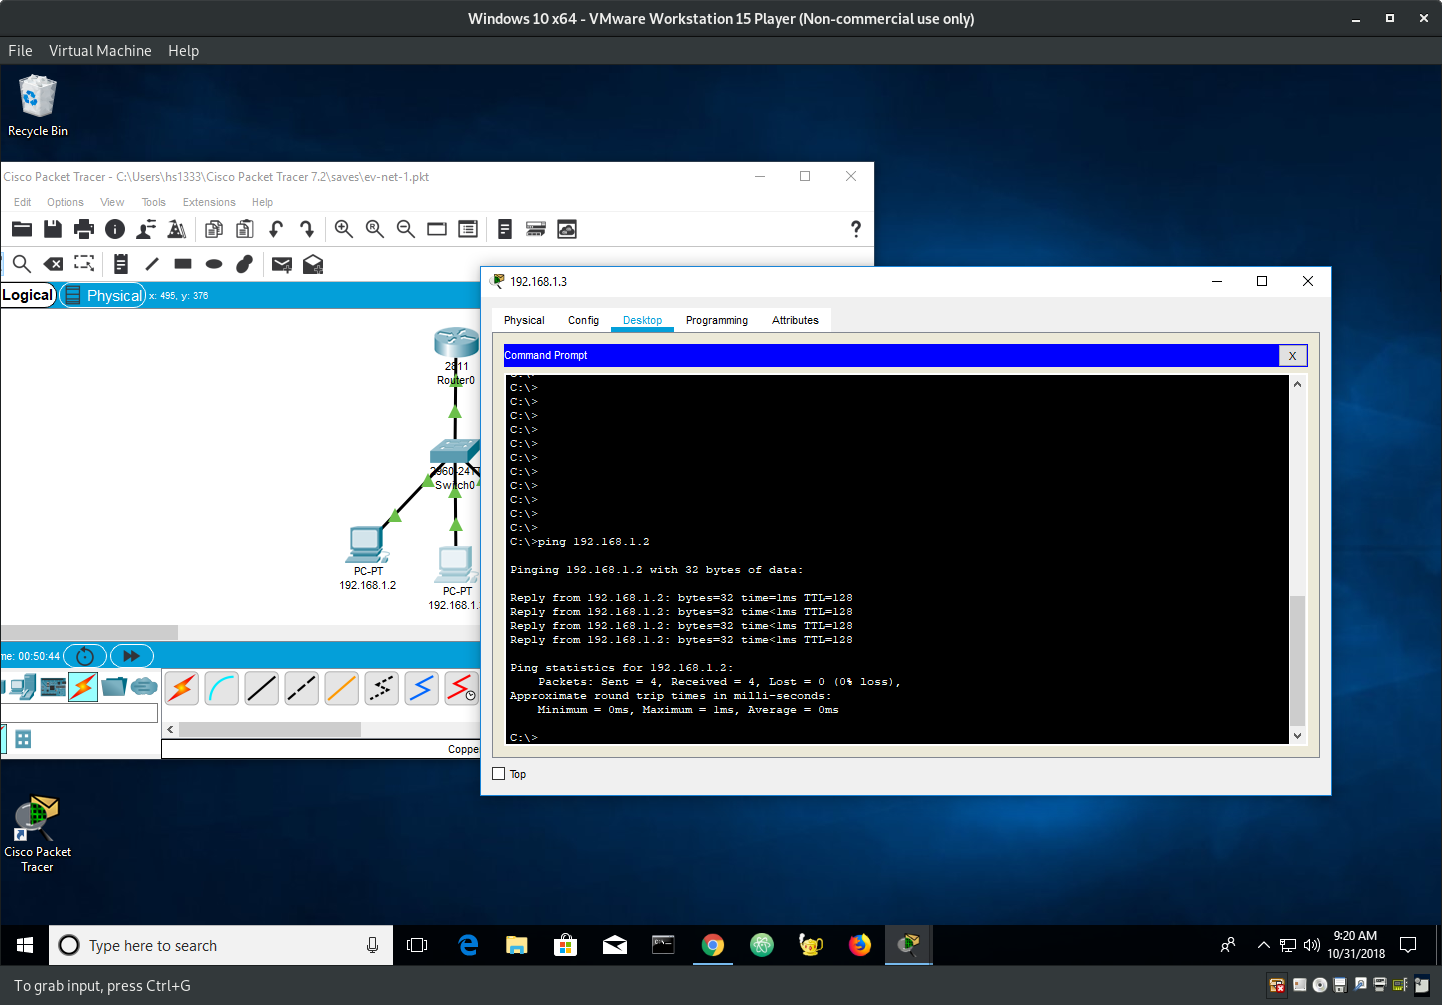 Windows 10 x64 - VMware Workstation 15 Player (Non-commercial use only)
File Virtual Machine Help
Recycle Bin
Cisco Packet Tracer - C:\Users\hs1333\Cisco Packet Tracer 7.2\saves\ev-net-1.pkt
Edit Options View Tools Extensions Help
Logical Physical x: 495, y: 376
2811
Router0
2960-24TT
Switch0
PC-PT
192.168.1.2
PC-PT
192.168.1.
me: 00:50:44
Coppe
192.168.1.3
Physical Config Desktop Programming Attributes
Command Prompt X
C:\>
C:\>
C:\>
C:\>
C:\>
C:\>
C:\>
C:\>
C:\>
C:\>
C:\>
C:\>
C:\>ping 192.168.1.2
Pinging 192.168.1.2 with 32 bytes of data:
Reply from 192.168.1.2: bytes=32 time=1ms TTL=128
Reply from 192.168.1.2: bytes=32 time<1ms TTL=128
Reply from 192.168.1.2: bytes=32 time<1ms TTL=128
Reply from 192.168.1.2: bytes=32 time<1ms TTL=128
Ping statistics for 192.168.1.2:
Packets: Sent = 4, Received = 4, Lost = 0 (0% loss),
Approximate round trip times in milli-seconds:
Minimum = 0ms, Maximum = 1ms, Average = 0ms
C:\>
Top
Cisco Packet
Tracer
Type here to search
9:20 AM
10/31/2018
To grab input, press Ctrl+G